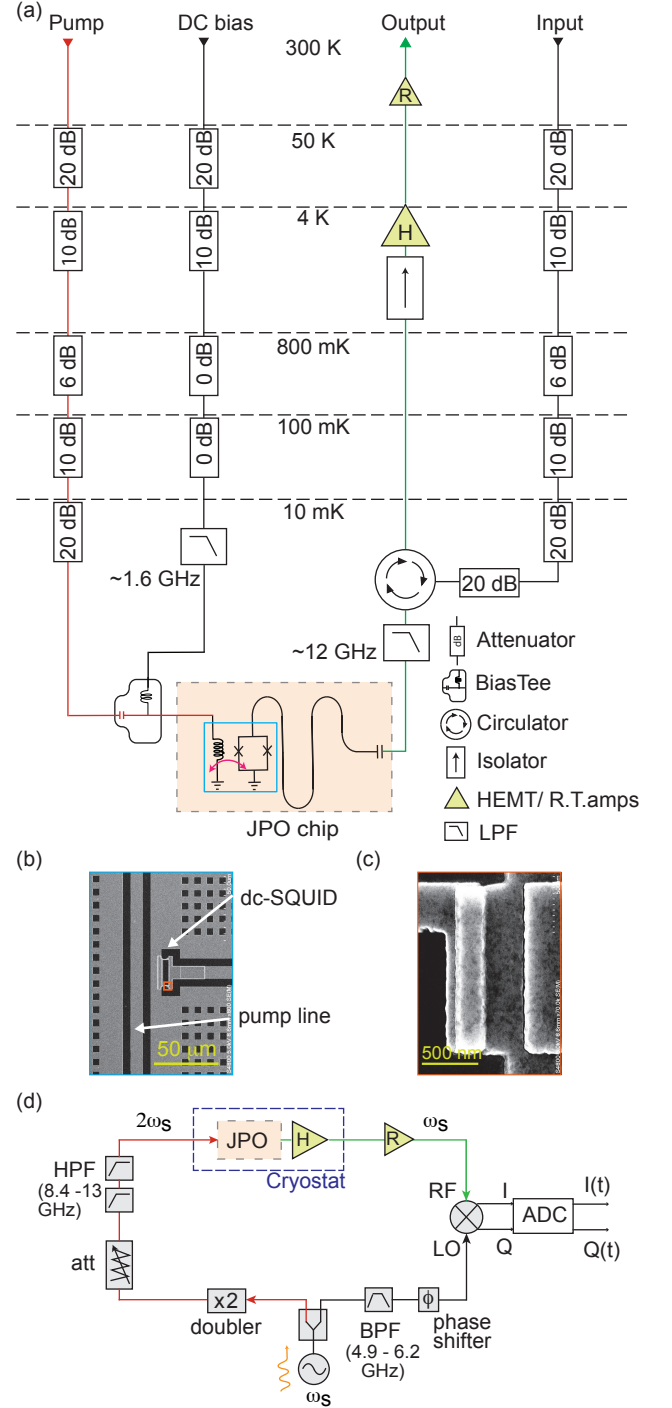 (a)
Pump DC bias Output Input
300 K
R
50 K
20 dB 20 dB 20 dB
4 K
10 dB 10 dB H 10 dB
800 mK
6 dB 0 dB 6 dB
100 mK
10 dB 0 dB 10 dB
10 mK
20 dB 20 dB
~1.6 GHz
20 dB
~12 GHz
dB Attenuator
BiasTee
Circulator
Isolator
HEMT/ R.T.amps
LPF
JPO chip
(b) (c)
dc-SQUID
pump line
50 μm
500 nm
(d)
2ωs JPO H R ωs
Cryostat
HPF
(8.4 -13
GHz)
RF I I(t)
ADC
LO Q Q(t)
att
x2
doubler
BPF
(4.9 - 6.2
GHz)
ϕ
phase
shifter
ωs